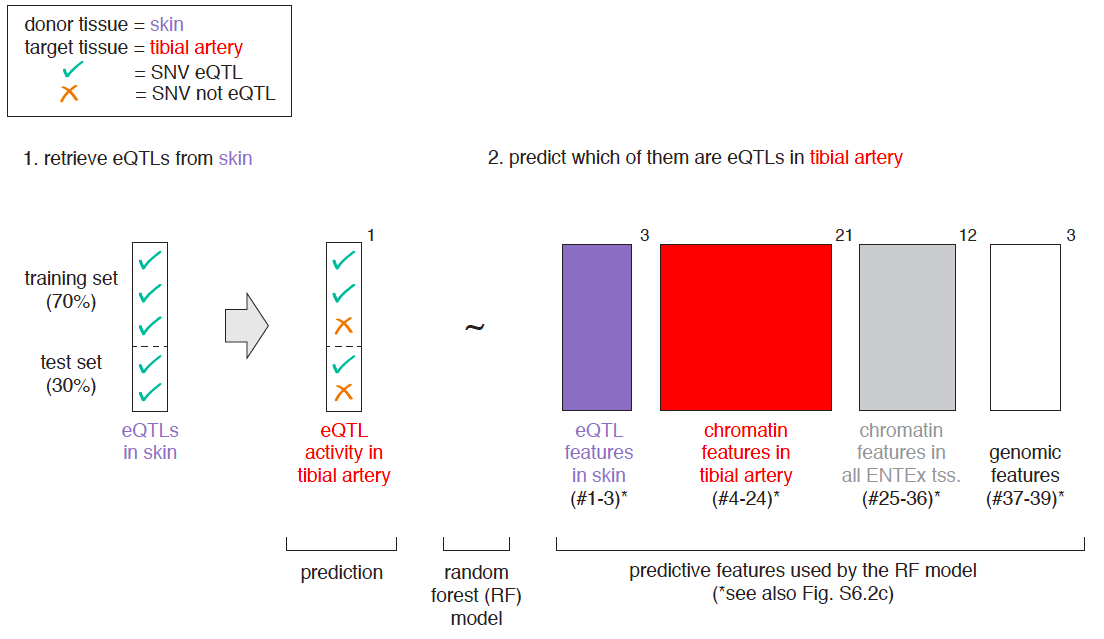 donor tissue = skin
target tissue = tibial artery
= SNV eQTL
= SNV not eQTL
1. retrieve eQTLs from skin
2. predict which of them are eQTLs in tibial artery
training set
(70%)
test set
(30%)
eQTLs
in skin
1
eQTL
activity in
tibial artery
~
3
eQTL
features
in skin
(#1-3)*
21
chromatin
features in
tibial artery
(#4-24)*
12
chromatin
features in
all ENTEx tss.
(#25-36)*
3
genomic
features
(#37-39)*
prediction
random
forest (RF)
model
predictive features used by the RF model
(*see also Fig. S6.2c)